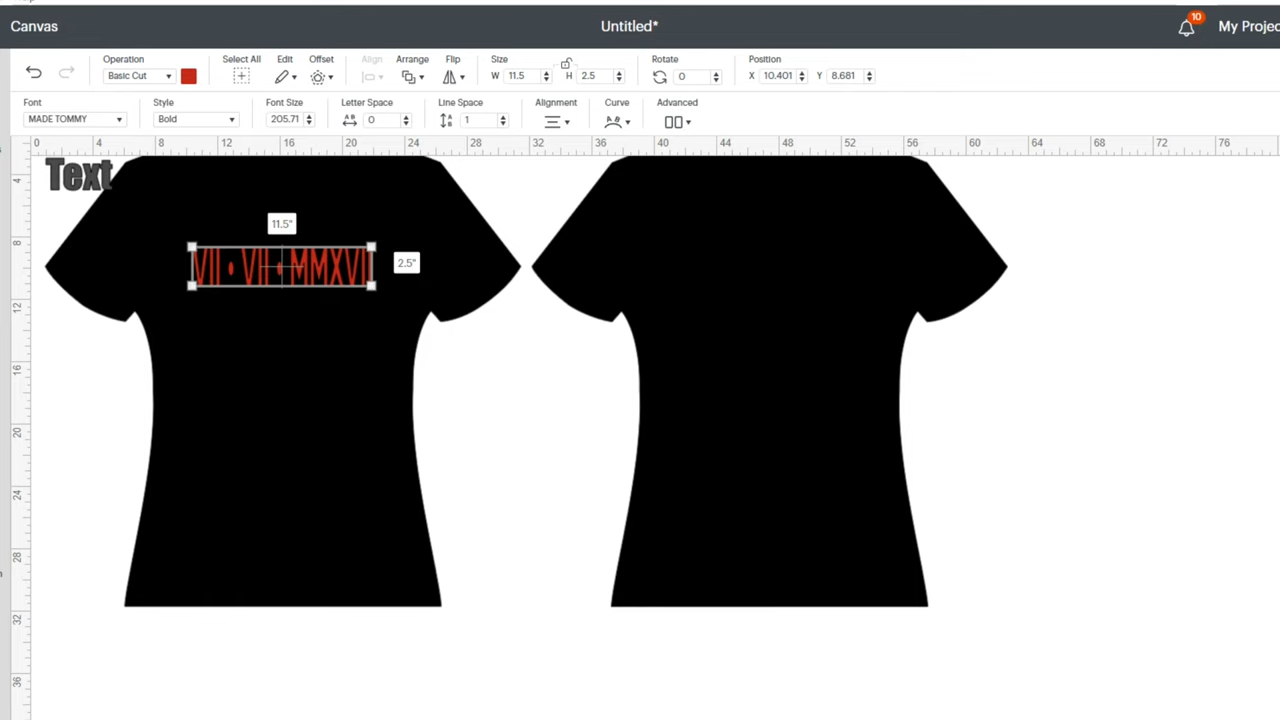 Canvas
Untitled*
10
My Projec
Operation
Select All
Edit
Offset
Align
Arrange
Flip
Size
Rotate
Position
Basic Cut
W 11.5
H 2.5
0
X 10.401
Y 8.681
Font
Style
Font Size
Letter Space
Line Space
Alignment
Curve
Advanced
MADE TOMMY
Bold
205.71
0
1
0 4 8 12 16 20 24 28 32 36 40 44 48 52 56 60 64 68 72 76
4
8
12
16
20
24
28
32
36
Text
11.5"
VII • VII • MMXVII
2.5"